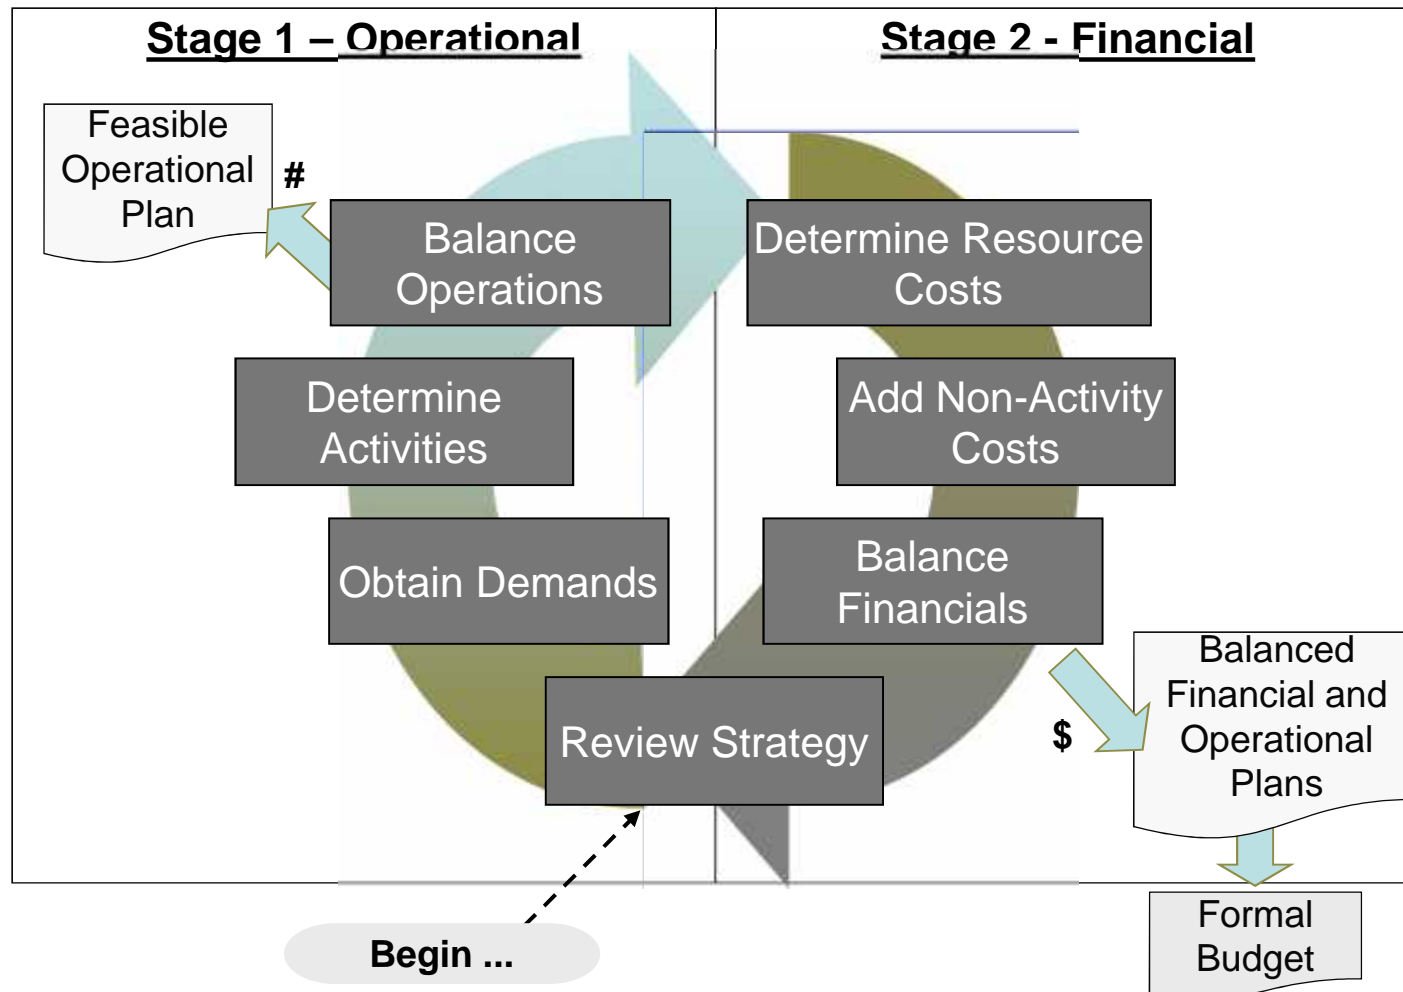 Stage 1 – Operational
Stage 2 - Financial
Feasible
Operational
Plan
#
Balance
Operations
Determine Resource
Costs
Determine
Activities
Add Non-Activity
Costs
Obtain Demands
Balance
Financials
Review Strategy
$
Balanced
Financial and
Operational
Plans
Begin ...
Formal
Budget